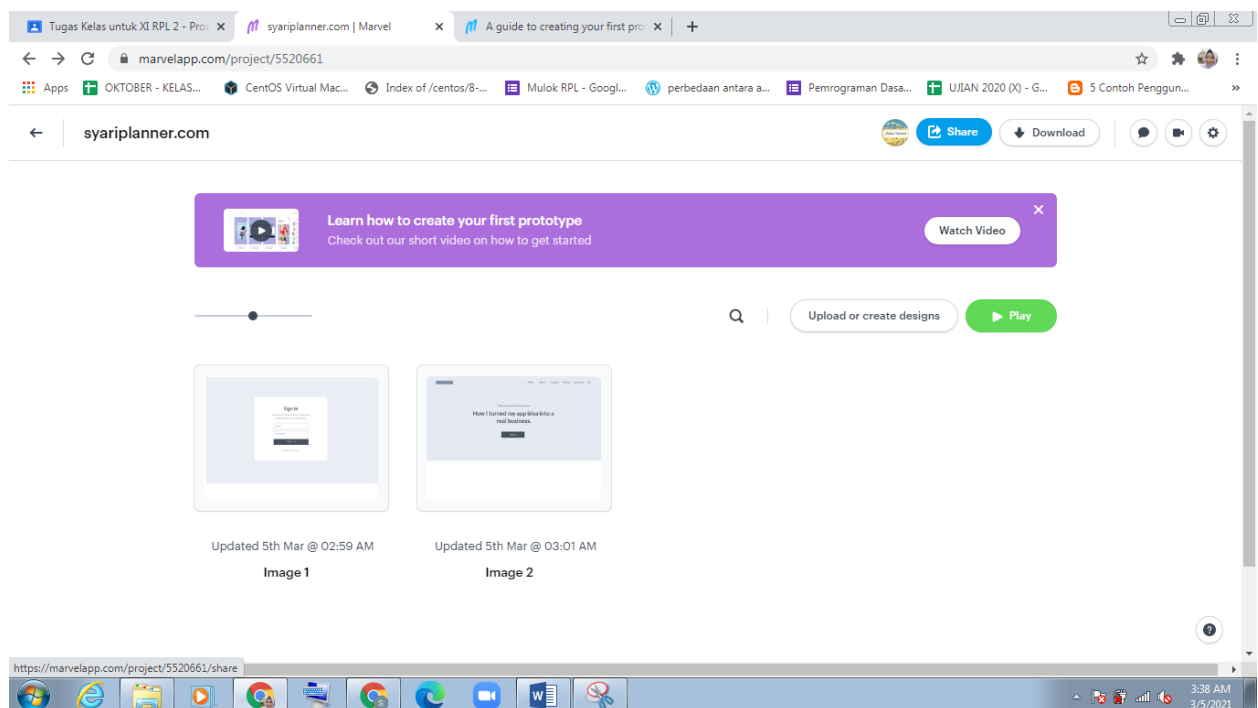 Tugas Kelas untuk XI RPL 2 - Pro
syariplanner.com | Marvel
A guide to creating your first pro
marvelapp.com/project/5520661
Apps
OKTOBER - KELAS...
CentOS Virtual Mac...
Index of /centos/8-...
Mulok RPL - Googl...
perbedaan antara a...
Pemrograman Dasa...
UJIAN 2020 (X) - G...
5 Contoh Penggun...
»
syariplanner.com
Share
Download
Learn how to create your first prototype
Check out our short video on how to get started
Watch Video
Upload or create designs
Play
Sign in
How I turned my app idea into a
real business.
Updated 5th Mar @ 02:59 AM
Image 1
Updated 5th Mar @ 03:01 AM
Image 2
https://marvelapp.com/project/5520661/share
3:38 AM
3/5/2021